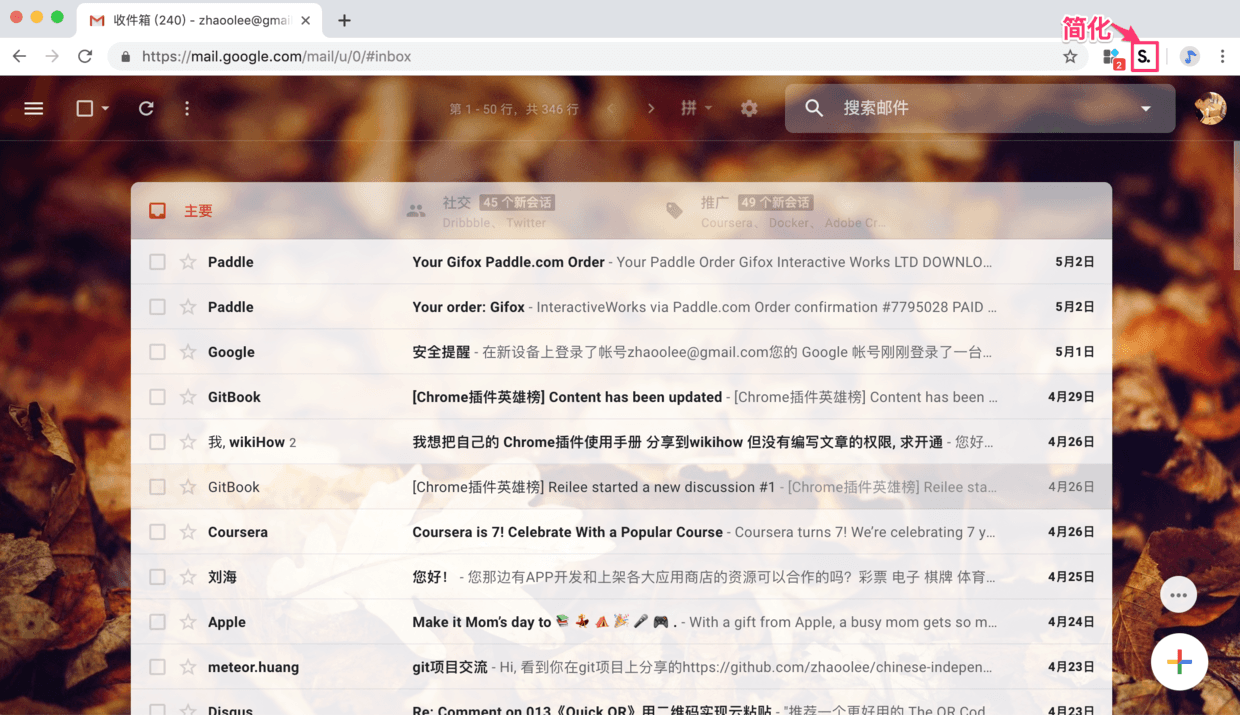 收件箱 (240) - zhaoolee@gmai
简化
https://mail.google.com/mail/u/0/#inbox
2
S.
第 1 - 50 行，共 346 行
拼
搜索邮件
主要
社交 45 个新会话
Dribbble、 Twitter
推广 49 个新会话
Coursera、 Docker、 Adobe Cr...
Paddle Your Gifox Paddle.com Order - Your Paddle Order Gifox Interactive Works LTD DOWNLO... 5月2日
Paddle Your order: Gifox - InteractiveWorks via Paddle.com Order confirmation #7795028 PAID ... 5月2日
Google 安全提醒 - 在新设备上登录了帐号zhaoolee@gmail.com您的 Google 帐号刚刚登录了一台... 5月1日
GitBook [Chrome插件英雄榜] Content has been updated - [Chrome插件英雄榜] Content has been ... 4月29日
我, wikiHow 2 我想把自己的 Chrome插件使用手册 分享到wikihow 但没有编写文章的权限, 求开通 - 您好... 4月26日
GitBook [Chrome插件英雄榜] Reilee started a new discussion #1 - [Chrome插件英雄榜] Reilee sta... 4月26日
Coursera Coursera is 7! Celebrate With a Popular Course - Coursera turns 7! We’re celebrating 7 y... 4月26日
刘海 您好！ - 您那边有APP开发和上架各大应用商店的资源可以合作的吗？彩票 电子 棋牌 体育... 4月25日
Apple Make it Mom’s day to 📚 💃 🎪 🎉 🎤 🎮 . - With a gift from Apple, a busy mom gets so m... 4月24日
meteor.huang git项目交流 - Hi, 看到你在git项目上分享的https://github.com/zhaoolee/chinese-indepen... 4月23日
Disqus Re: Comment on 013《Quick QR》用二维码实现云粘贴 - "推荐一个更好用的 The QR Cod 4月23日